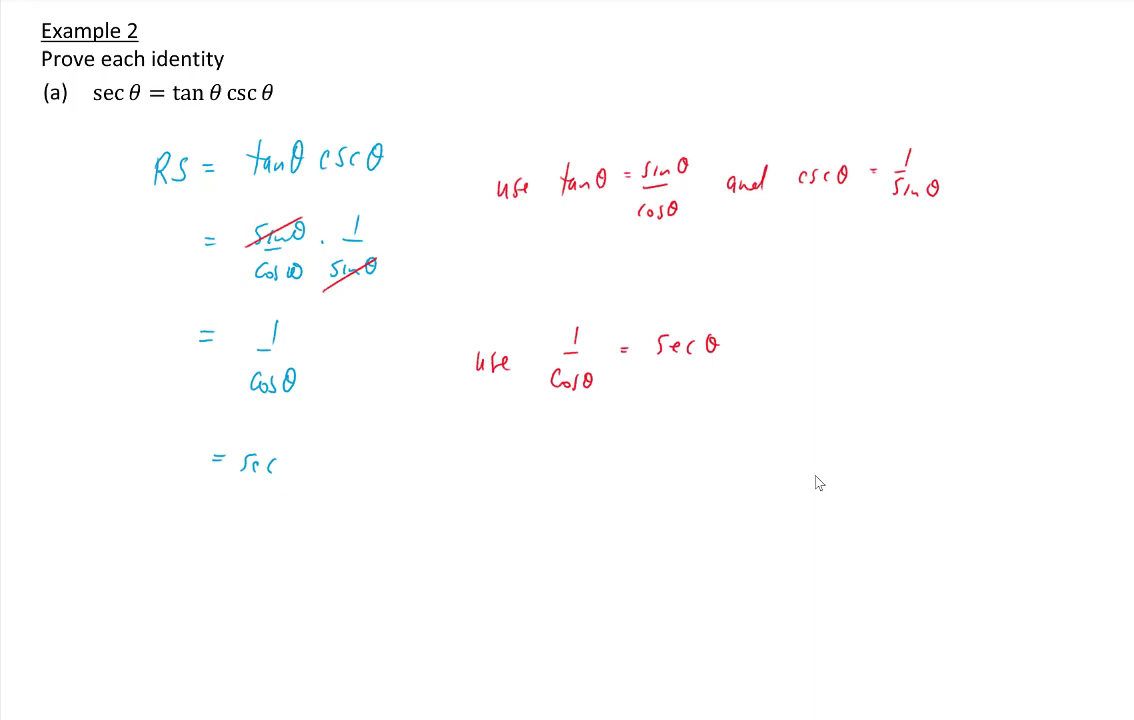 Example 2
Prove each identity
(a) sec θ = tan θ csc θ
RS = tanθ cscθ
use tanθ = sinθ/cosθ and cscθ = 1/sinθ
= sinθ/cosθ · 1/sinθ
= 1/cosθ
use 1/cosθ = secθ
= sec